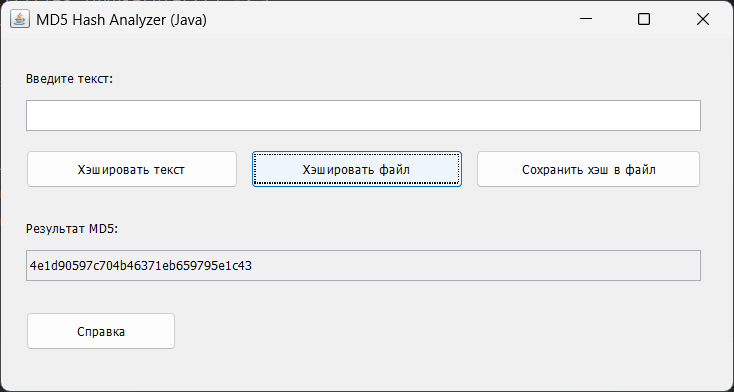 MD5 Hash Analyzer (Java)
Введите текст:
Хэшировать текст Хэшировать файл Сохранить хэш в файл
Результат MD5:
4e1d90597c704b46371eb659795e1c43
Справка